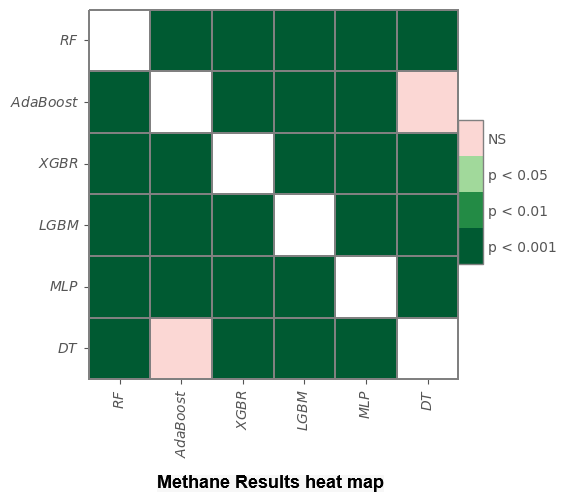 RF
AdaBoost
XGBR
LGBM
MLP
DT
NS
p < 0.05
p < 0.01
p < 0.001
RF
AdaBoost
XGBR
LGBM
MLP
DT
Methane Results heat map